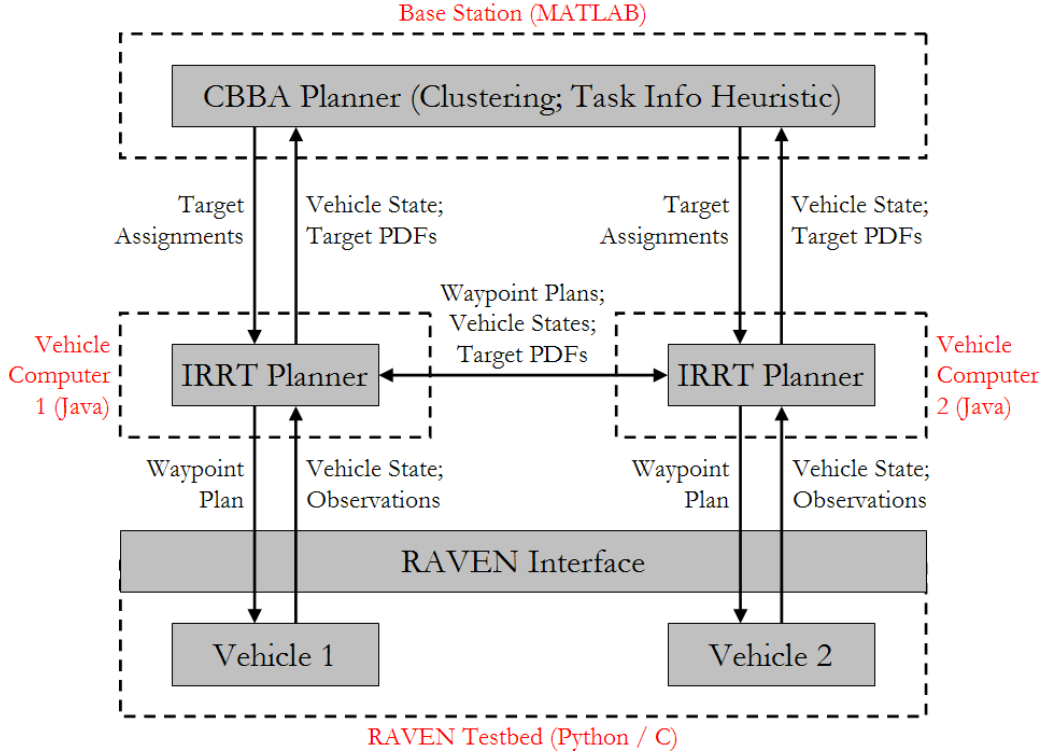 Base Station (MATLAB)
CBBA Planner (Clustering; Task Info Heuristic)
Target
Assignments
Vehicle State;
Target PDFs
Target
Assignments
Vehicle State;
Target PDFs
Waypoint Plans;
Vehicle States;
Target PDFs
Vehicle
Computer
1 (Java)
IRRT Planner
IRRT Planner
Vehicle
Computer
2 (Java)
Waypoint
Plan
Vehicle State;
Observations
Waypoint
Plan
Vehicle State;
Observations
RAVEN Interface
Vehicle 1
Vehicle 2
RAVEN Testbed (Python / C)